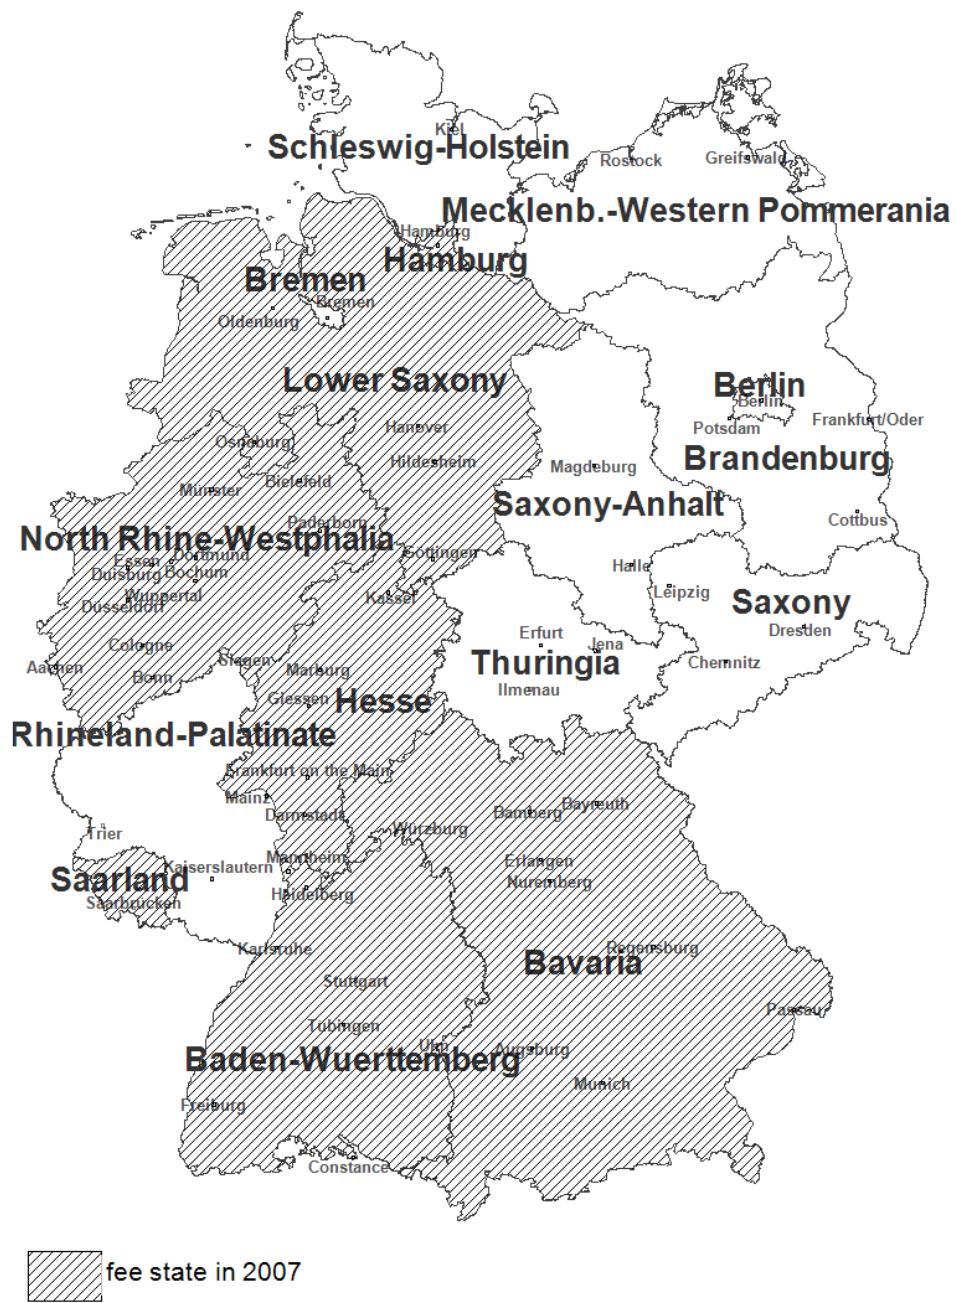 Kiel
Schleswig-Holstein
Rostock
Greifswald
Mecklenb.-Western Pommerania
Hamburg
Hamburg
Bremen
Bremen
Oldenburg
Lower Saxony
Berlin
Berlin
Hanover
Potsdam
Frankfurt/Oder
Osnaburg
Hildesheim
Magdeburg
Brandenburg
Bielefeld
Münster
Saxony-Anhalt
Paderborn
Cottbus
North Rhine-Westphalia
Göttingen
Dortmund
Essen
Duisburg
Bochum
Halle
Wuppertal
Düsseldorf
Kassel
Leipzig
Saxony
Dresden
Erfurt
Cologne
Jena
Aachen
Siegen
Marburg
Thuringia
Chemnitz
Bonn
Ilmenau
Giessen
Hesse
Rhineland-Palatinate
Frankfurt on the Main
Mainz
Darmstadt
Bamberg
Bayreuth
Trier
Würzburg
Mannheim
Erlangen
Kaiserslautern
Saarland
Nuremberg
Heidelberg
Saarbrücken
Karlsruhe
Regensburg
Bavaria
Stuttgart
Passau
Tübingen
Ulm
Augsburg
Baden-Wuerttemberg
Munich
Freiburg
Constance
fee state in 2007